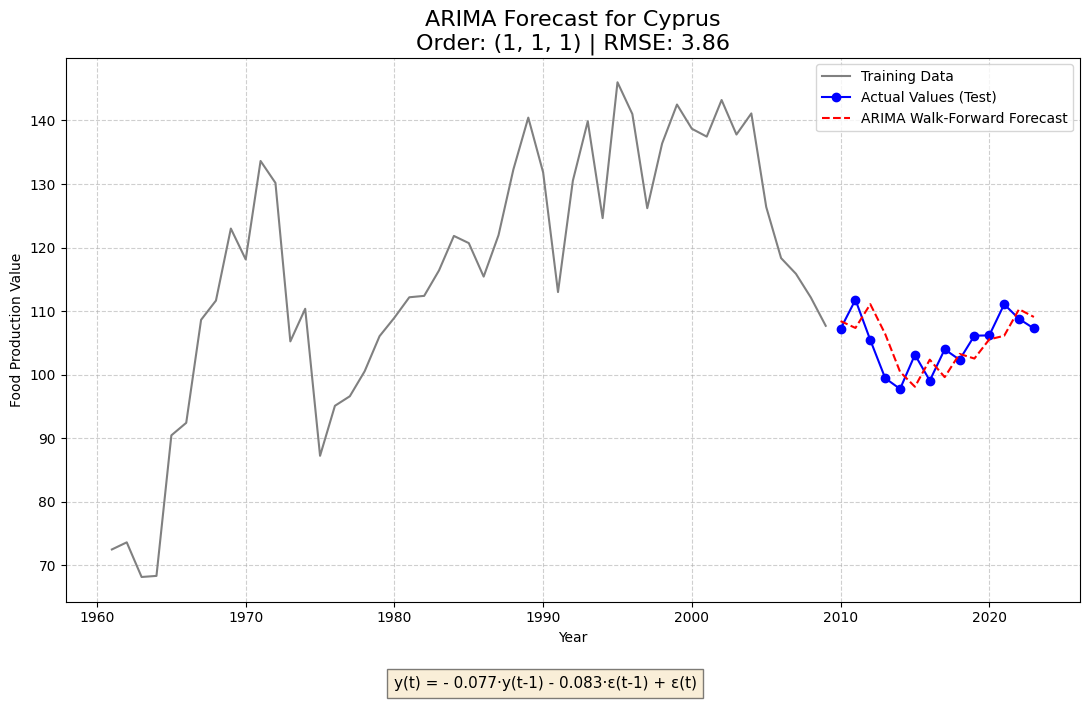 ARIMA Forecast for Cyprus
Order: (1, 1, 1) | RMSE: 3.86
Training Data
Actual Values (Test)
ARIMA Walk-Forward Forecast
Food Production Value
140
130
120
110
100
90
80
70
1960 1970 1980 1990 2000 2010 2020
Year
y(t) = - 0.077·y(t-1) - 0.083·ε(t-1) + ε(t)